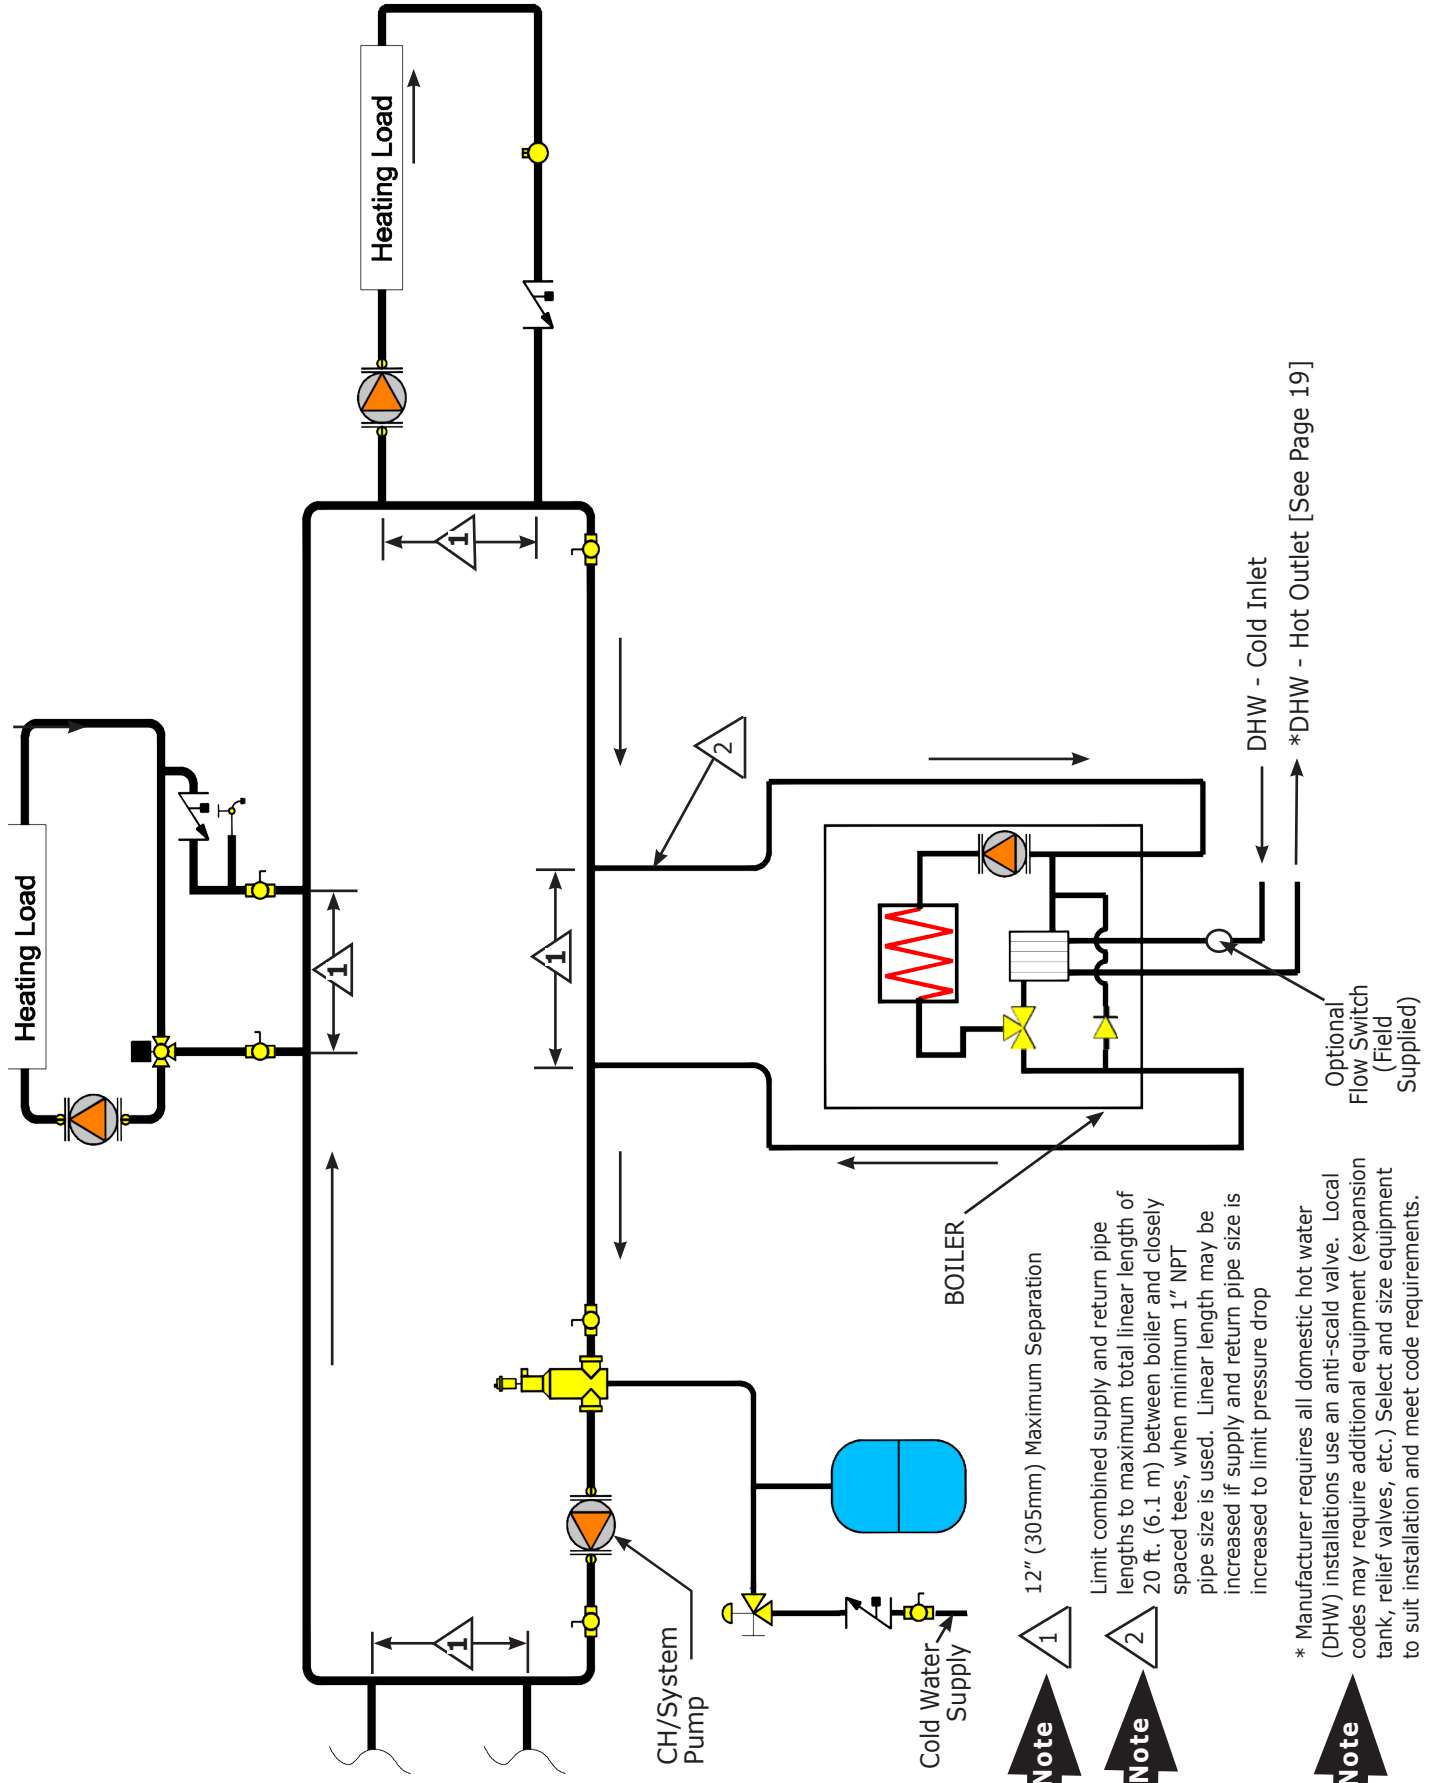 Heating Load
Heating Load
1
1
1
1
2
CH/System
Pump
Cold Water
Supply
BOILER
Optional
Flow Switch
(Field
Supplied)
DHW - Cold Inlet
*DHW - Hot Outlet [See Page 19]
Note
1
12” (305mm) Maximum Separation
Note
2
Limit combined supply and return pipe
lengths to maximum total linear length of
20 ft. (6.1 m) between boiler and closely
spaced tees, when minimum 1” NPT
pipe size is used.  Linear length may be
increased if supply and return pipe size is
increased to limit pressure drop
Note
* Manufacturer requires all domestic hot water
(DHW) installations use an anti-scald valve.  Local
codes may require additional equipment (expansion
tank, relief valves, etc.) Select and size equipment
to suit installation and meet code requirements.